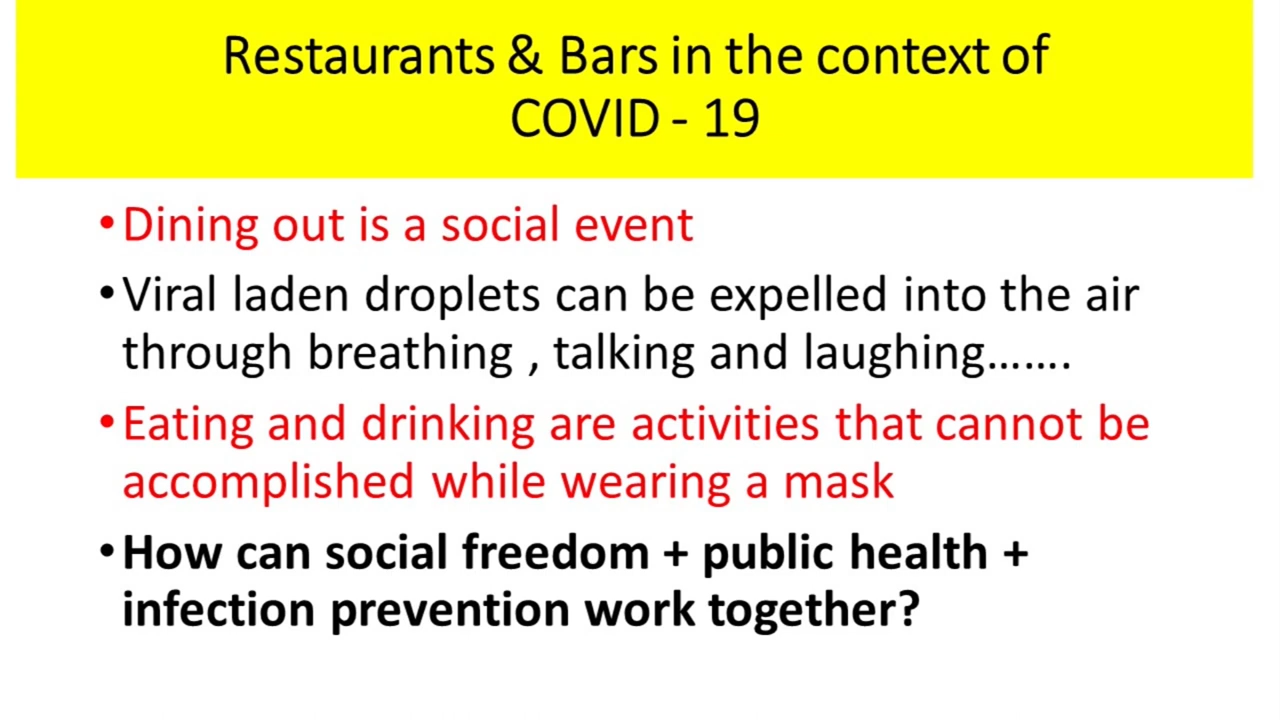 Restaurants & Bars in the context of
COVID - 19
•Dining out is a social event
•Viral laden droplets can be expelled into the air
through breathing , talking and laughing…….
•Eating and drinking are activities that cannot be
accomplished while wearing a mask
•How can social freedom + public health +
infection prevention work together?